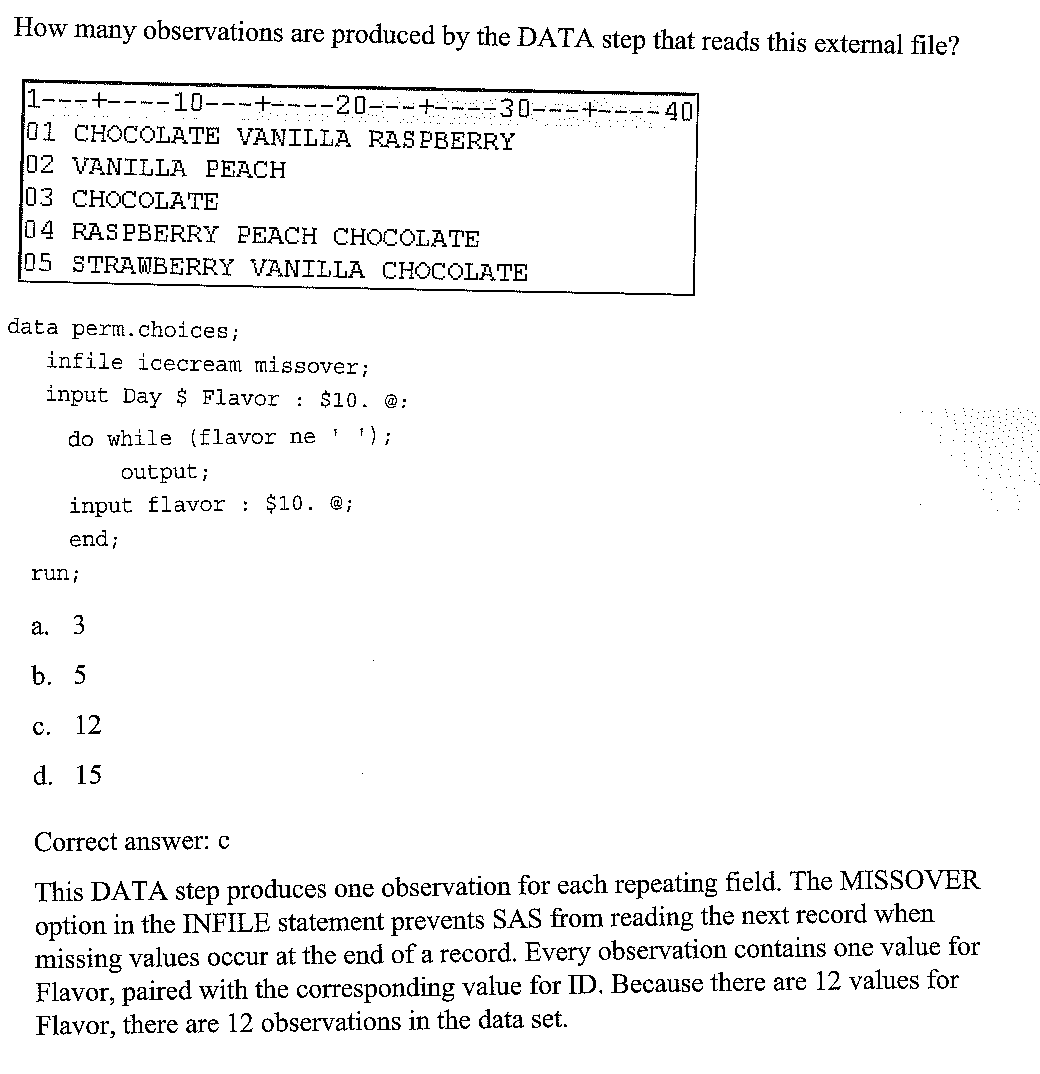 How many observations are produced by the DATA step that reads this external file?
1---+----10---+----20---+----30---+----40
01 CHOCOLATE VANILLA RASPBERRY
02 VANILLA PEACH
03 CHOCOLATE
04 RASPBERRY PEACH CHOCOLATE
05 STRAWBERRY VANILLA CHOCOLATE
data perm.choices;
infile icecream missover;
input Day $ Flavor : $10. @;
do while (flavor ne ' ');
output;
input flavor : $10. @;
end;
run;
a. 3
b. 5
c. 12
d. 15
Correct answer: c
This DATA step produces one observation for each repeating field. The MISSOVER
option in the INFILE statement prevents SAS from reading the next record when
missing values occur at the end of a record. Every observation contains one value for
Flavor, paired with the corresponding value for ID. Because there are 12 values for
Flavor, there are 12 observations in the data set.